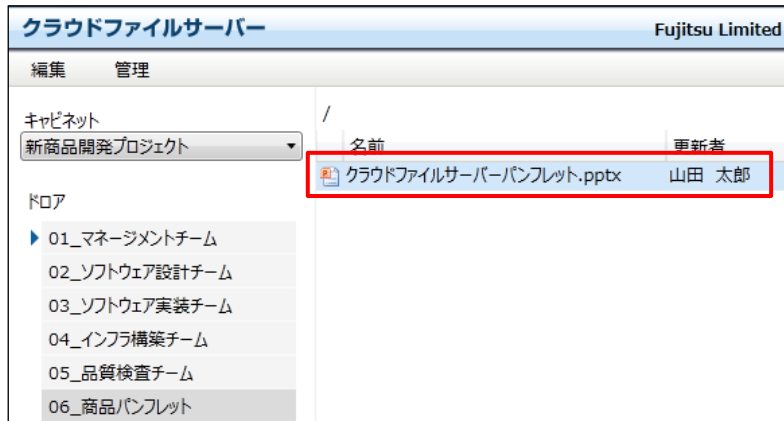 クラウドファイルサーバー
Fujitsu Limited
編集 管理
キャビネット
新商品開発プロジェクト
ドロア
01_マネージメントチーム
02_ソフトウェア設計チーム
03_ソフトウェア実装チーム
04_インフラ構築チーム
05_品質検査チーム
06_商品パンフレット
/
名前 更新者
クラウドファイルサーバーパンフレット.pptx 山田 太郎